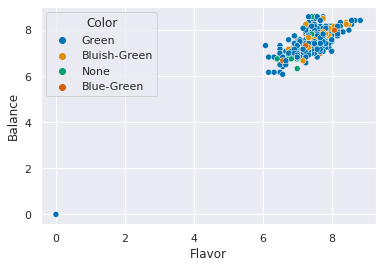 Color
Green
Bluish-Green
None
Blue-Green
8
6
4
2
0
Balance
0 2 4 6 8
Flavor